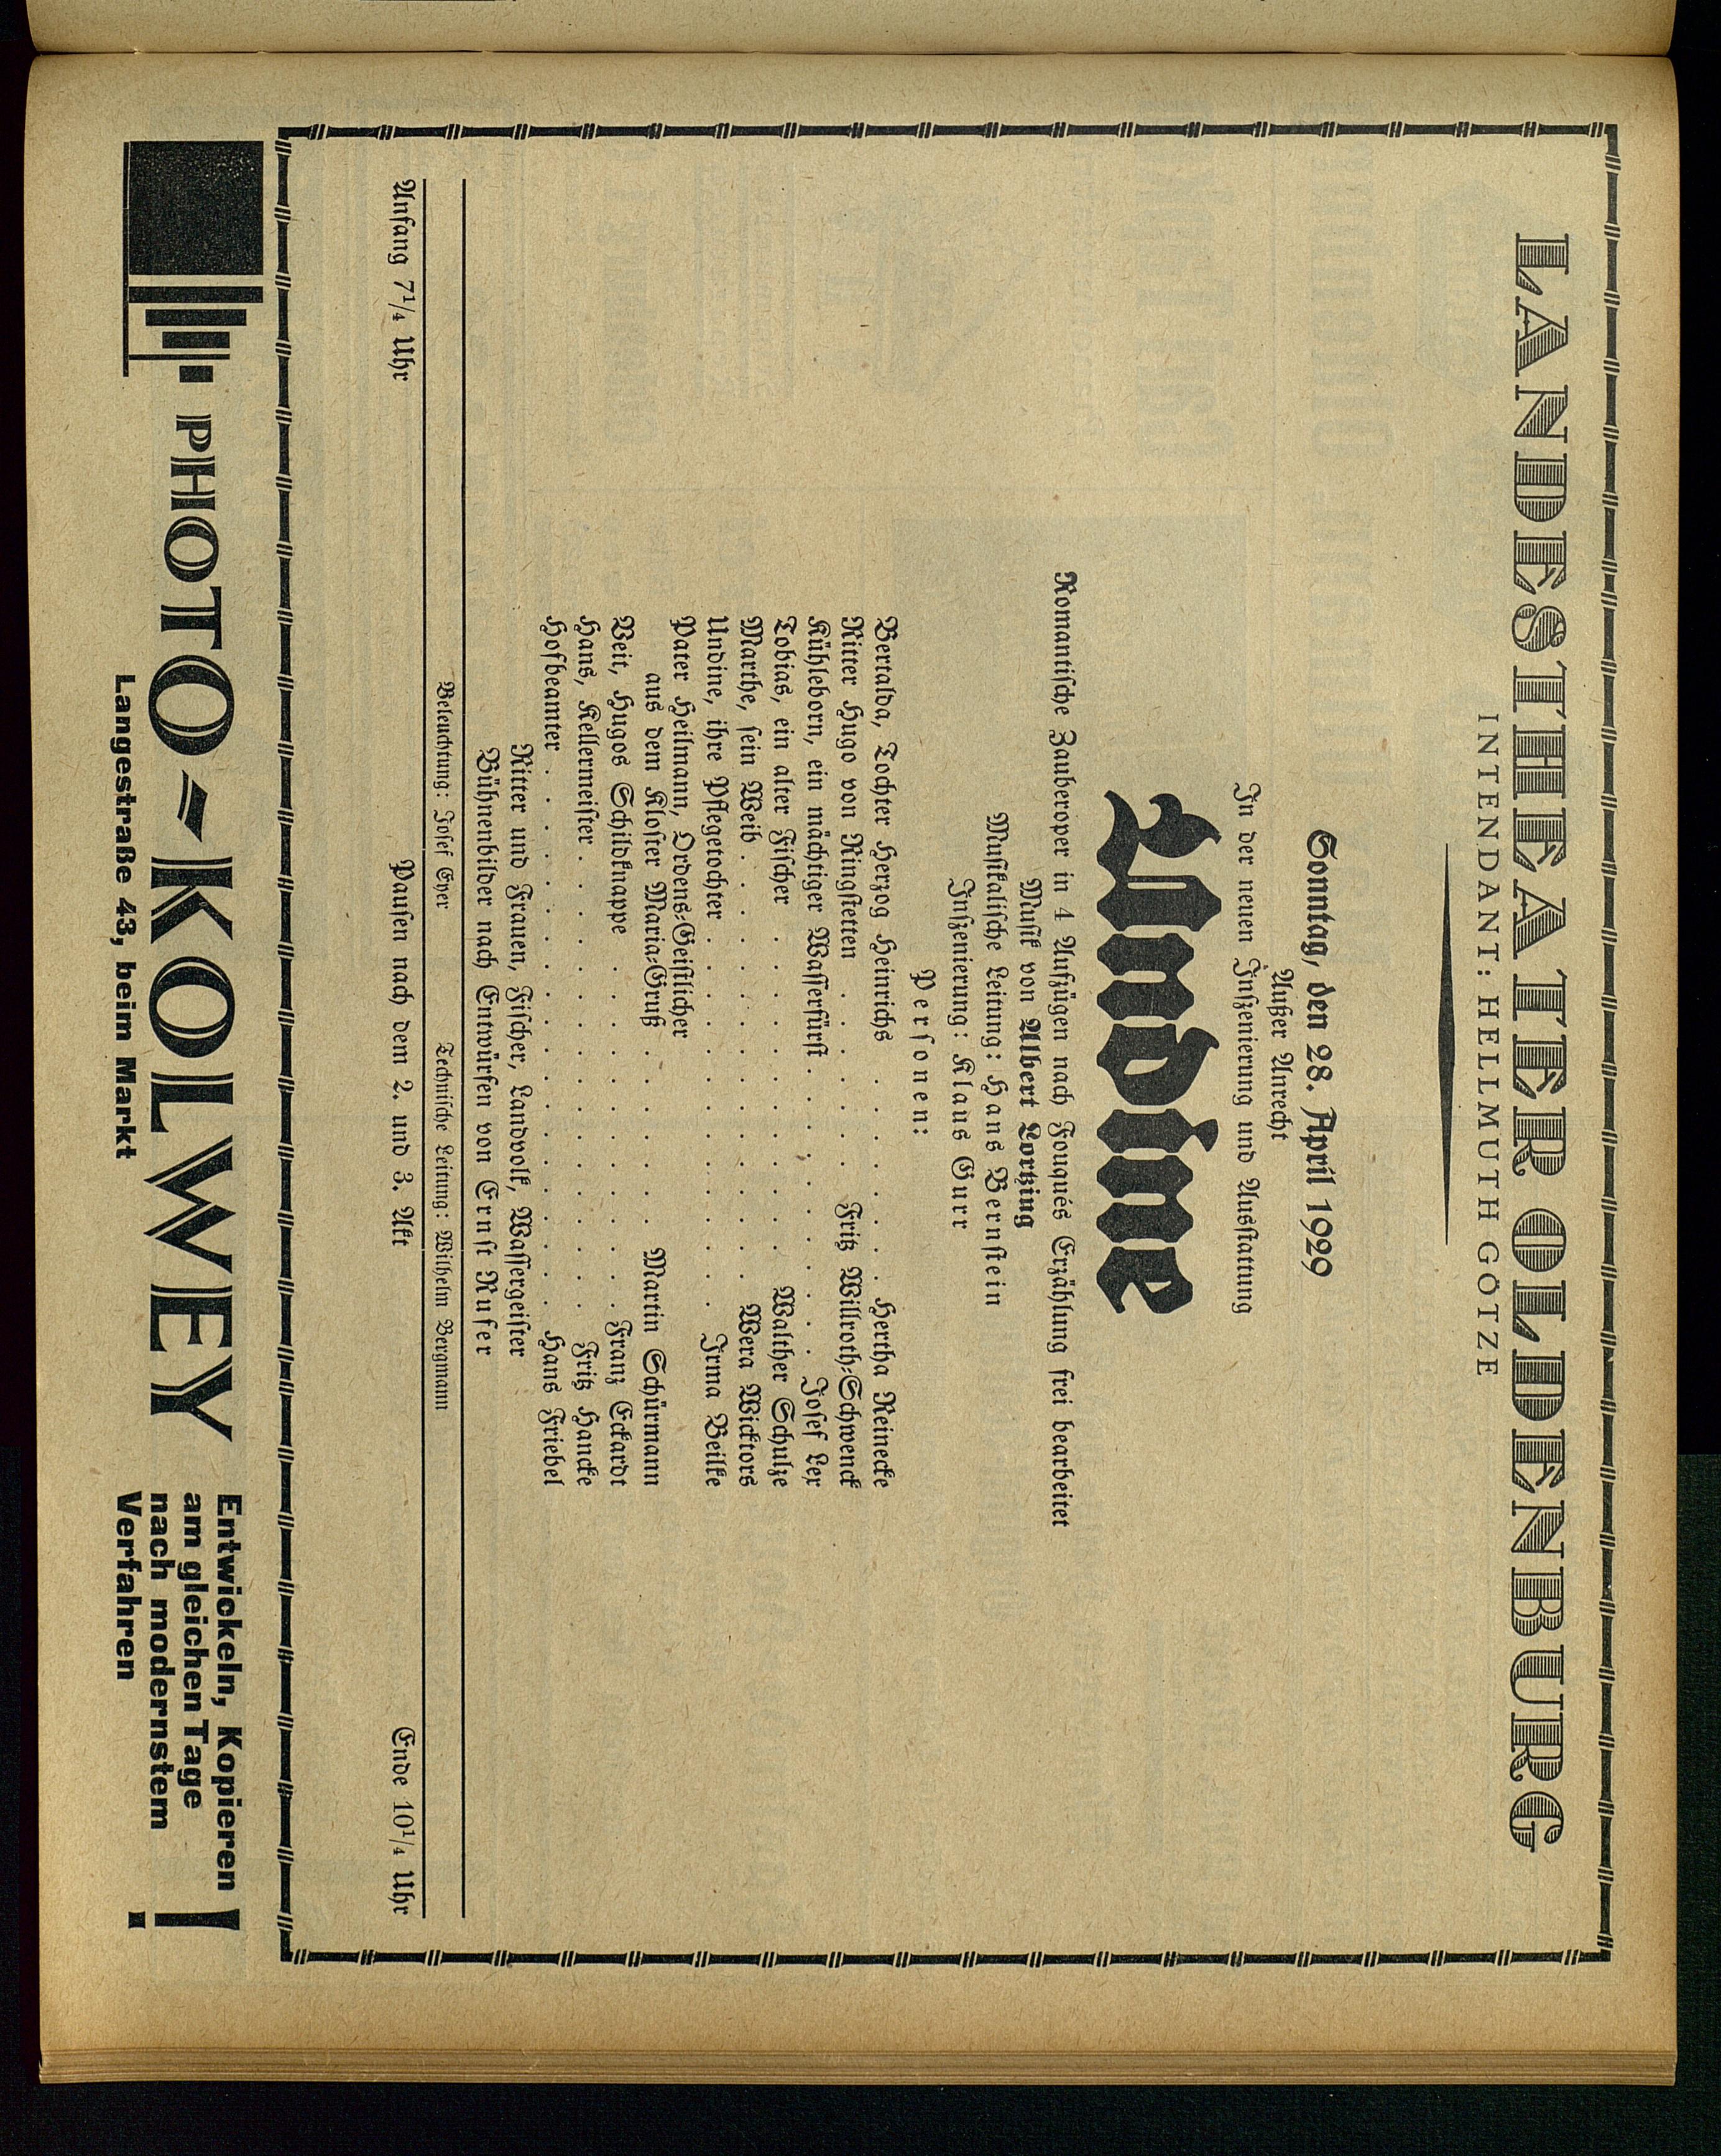 LANDESTHEATER OLDENBURG
INTENDANT: HELLMUTH GÖTZE
Sonntag, den 28. April 1929
Außer Anrecht
In der neuen Inszenierung und Ausstattung
Undine
Romantische Zauberoper in 4 Aufzügen nach Fouqués Erzählung frei bearbeitet
Musik von Albert Lortzing
Musikalische Leitung: Hans Bernstein
Inszenierung: Klaus Gurr
Personen:
Bertalda, Tochter Herzog Heinrichs . . . . . Hertha Reinecke
Ritter Hugo von Ringstetten . . . . . Fritz Willroth-Schwenck
Kühleborn, ein mächtiger Wasserfürst . . . . . . Josef Lex
Tobias, ein alter Fischer . . . . . . . Walther Schulze
Marthe, sein Weib . . . . . . . . Wera Wicktors
Undine, ihre Pflegetochter . . . . . . . . Irma Beilke
Pater Heilmann, Ordens-Geistlicher
aus dem Kloster Maria-Gruß . . . . Martin Schürmann
Veit, Hugos Schildknappe . . . . . . . Franz Eckardt
Hans, Kellermeister . . . . . . . . . Fritz Hancke
Hofbeamter . . . . . . . . . . . Hans Friebel
Ritter und Frauen, Fischer, Landvolk, Wassergeister
Bühnenbilder nach Entwürfen von Ernst Rufer
Beleuchtung: Josef Eyer Technische Leitung: Wilhelm Bergmann
Anfang 7¹/₄ Uhr Pausen nach dem 2. und 3. Akt Ende 10¹/₄ Uhr
PHOTO-KOLWEY
Langestraße 43, beim Markt
Entwickeln, Kopieren
am gleichen Tage
nach modernstem
Verfahren !